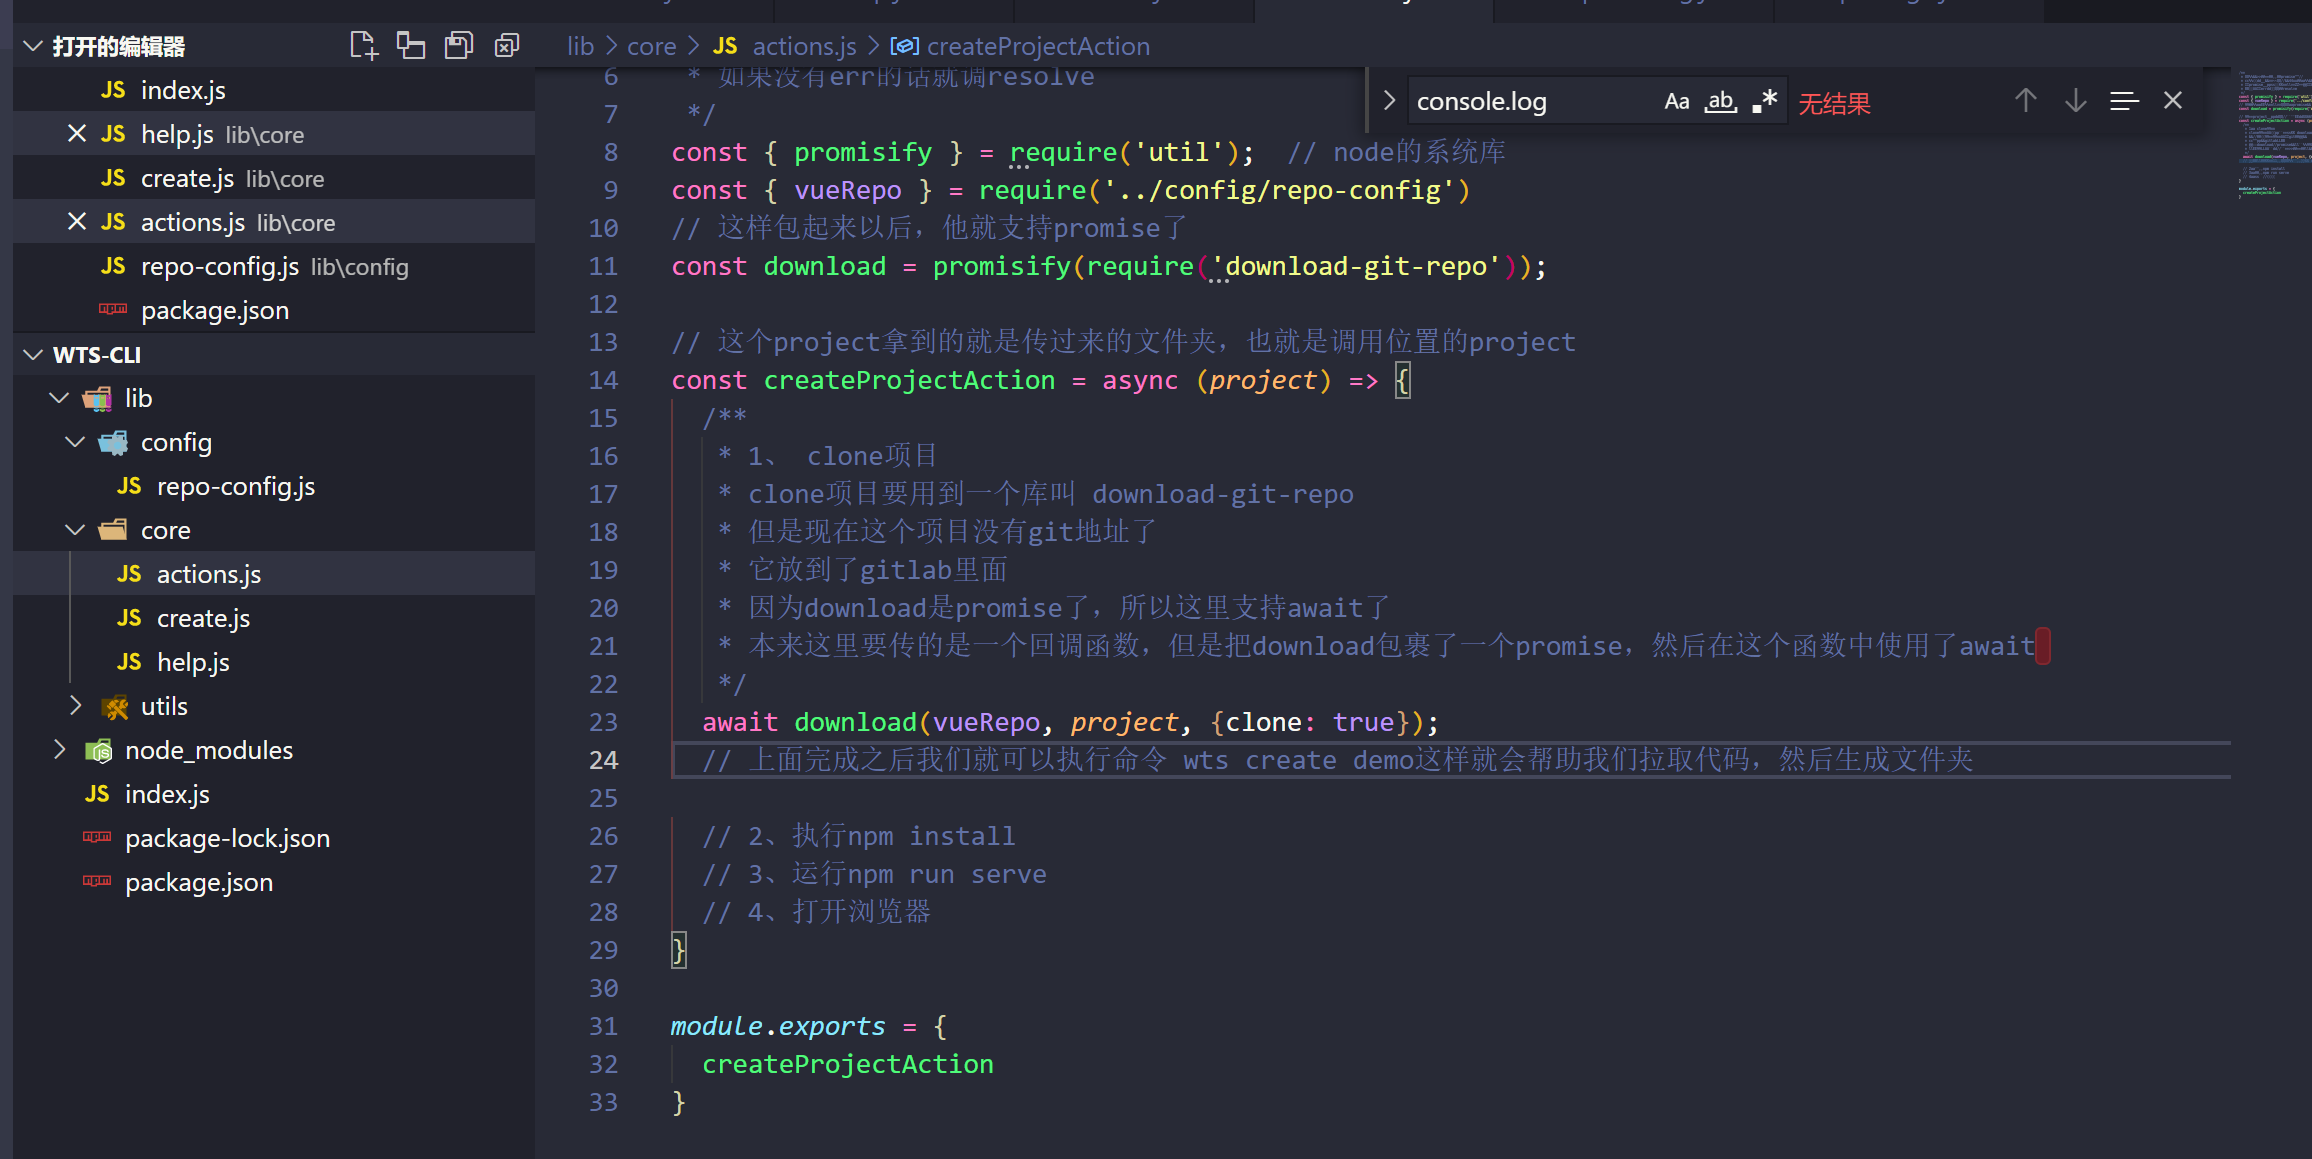 打开的编辑器
JS index.js
JS help.js lib\core
JS create.js lib\core
JS actions.js lib\core
JS repo-config.js lib\config
package.json
WTS-CLI
lib
config
JS repo-config.js
core
JS actions.js
JS create.js
JS help.js
utils
node_modules
JS index.js
package-lock.json
package.json
lib > core > JS actions.js > createProjectAction
console.log Aa ab .* 无结果
6 * 如果没有err的话就调resolve
7 */
8 const { promisify } = require('util'); // node的系统库
9 const { vueRepo } = require('../config/repo-config')
10 // 这样包起来以后，他就支持promise了
11 const download = promisify(require('download-git-repo'));
12
13 // 这个project拿到的就是传过来的文件夹，也就是调用位置的project
14 const createProjectAction = async (project) => {
15 /**
16 * 1、 clone项目
17 * clone项目要用到一个库叫 download-git-repo
18 * 但是现在这个项目没有git地址了
19 * 它放到了gitlab里面
20 * 因为download是promise了，所以这里支持await了
21 * 本来这里要传的是一个回调函数，但是把download包裹了一个promise，然后在这个函数中使用了await
22 */
23 await download(vueRepo, project, {clone: true});
24 // 上面完成之后我们就可以执行命令 wts create demo这样就会帮助我们拉取代码，然后生成文件夹
25
26 // 2、执行npm install
27 // 3、运行npm run serve
28 // 4、打开浏览器
29 }
30
31 module.exports = {
32 createProjectAction
33 }